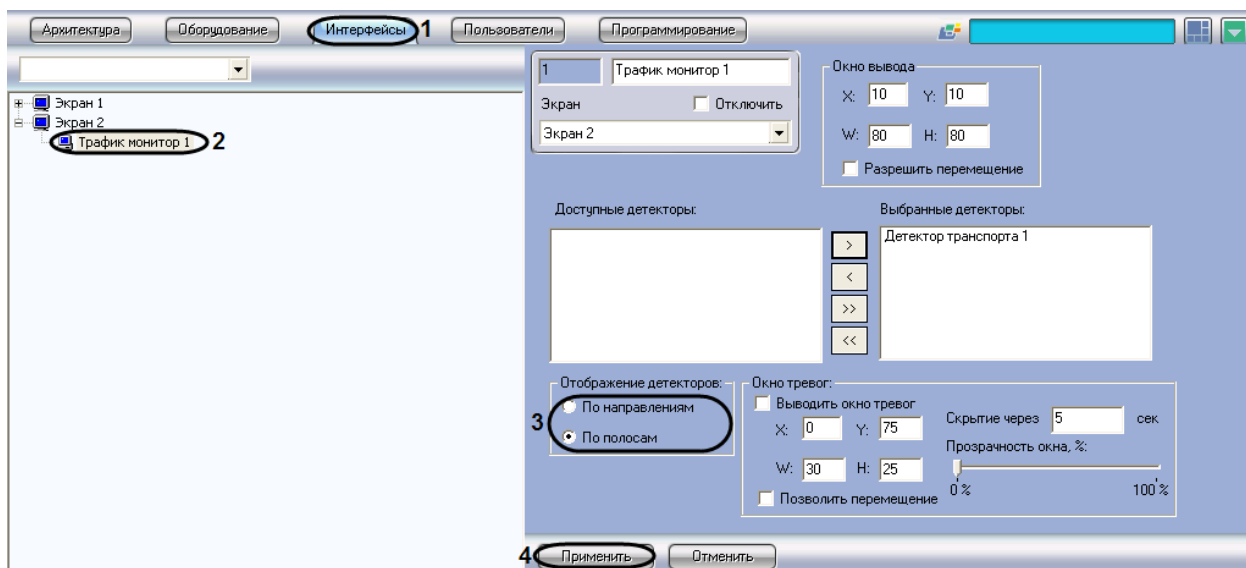 Архитектура Оборудование Интерфейсы 1 Пользователи Программирование
Экран 1
Экран 2
Трафик монитор 1 2
1 Трафик монитор 1
Экран Отключить
Экран 2
Окно вывода
X: 10 Y: 10
W: 80 H: 80
Разрешить перемещение
Доступные детекторы:
Выбранные детекторы:
Детектор транспорта 1
>
<
>>
<<
Отображение детекторов:
3 По направлениям
По полосам
Окно тревог:
Выводить окно тревог
X: 0 Y: 75
W: 30 H: 25
Позволить перемещение
Скрытие через 5 сек
Прозрачность окна, %:
0 % 100 %
4 Применить Отменить